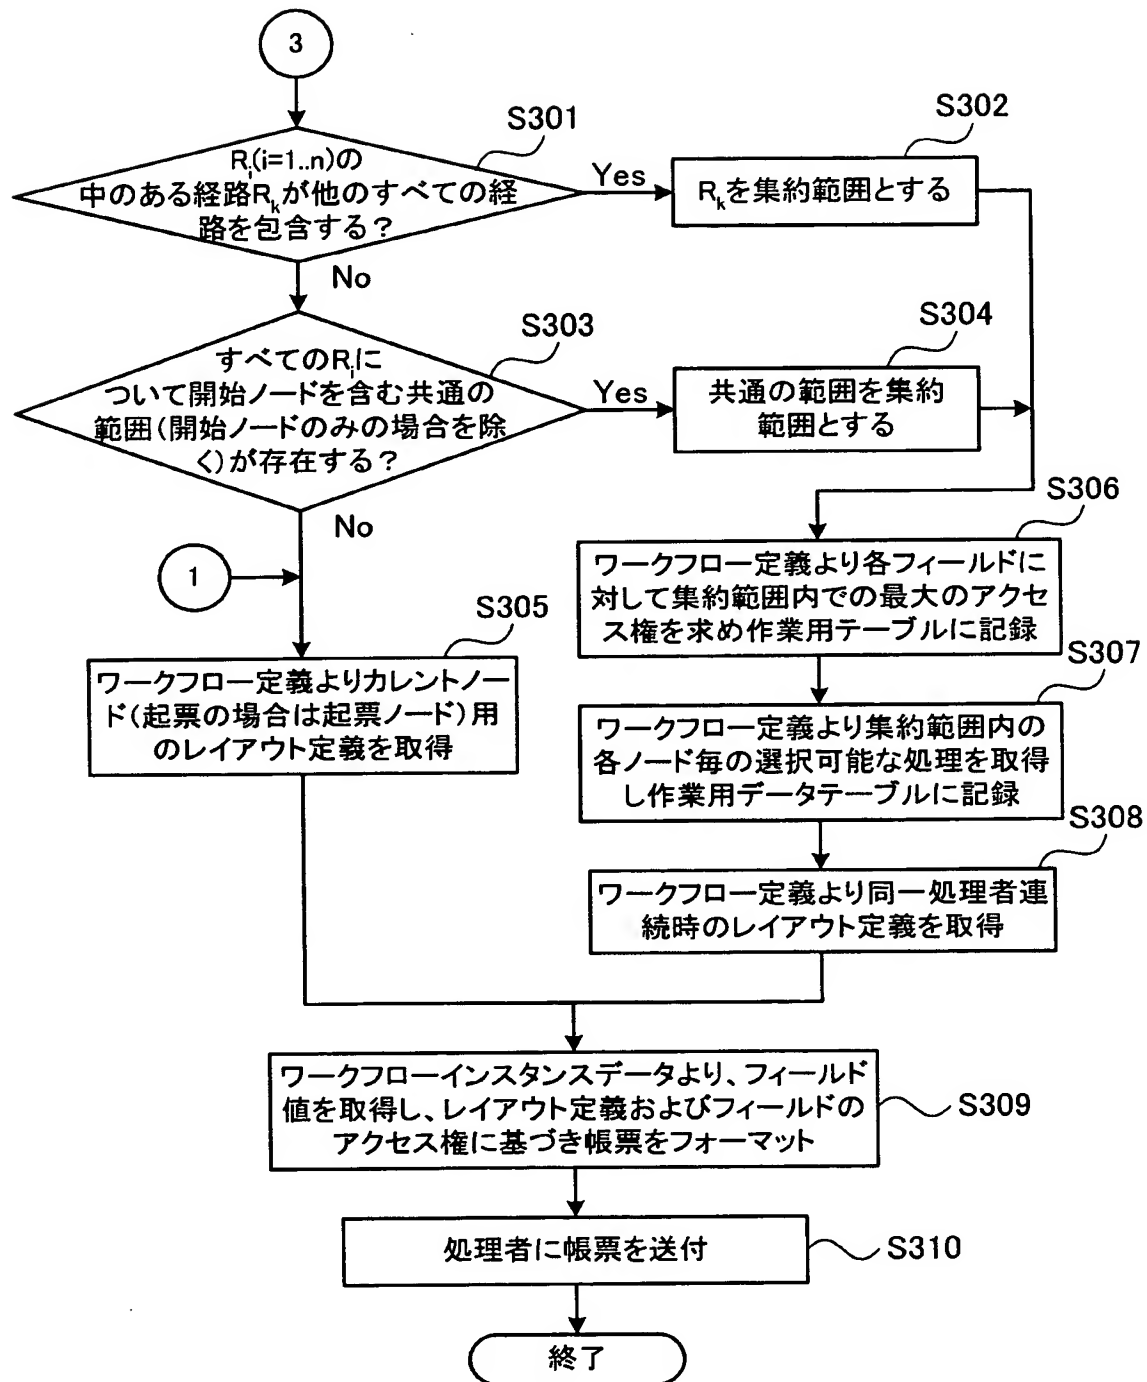 3
S301
R_i(i=1..n)の
中のある経路R_kが他のすべての経
路を包含する？
Yes
S302
R_kを集約範囲とする
No
S303
すべてのR_iに
ついて開始ノードを含む共通の
範囲（開始ノードのみの場合を除
く）が存在する？
Yes
S304
共通の範囲を集約
範囲とする
No
1
S305
ワークフロー定義よりカレントノー
ド（起票の場合は起票ノード）用
のレイアウト定義を取得
S306
ワークフロー定義より各フィールドに
対して集約範囲内での最大のアクセ
ス権を求め作業用テーブルに記録
S307
ワークフロー定義より集約範囲内の
各ノード毎の選択可能な処理を取得
し作業用データテーブルに記録
S308
ワークフロー定義より同一処理者連
続時のレイアウト定義を取得
ワークフローインスタンスデータより、フィールド
値を取得し、レイアウト定義およびフィールドの
アクセス権に基づき帳票をフォーマット
S309
処理者に帳票を送付
S310
終了